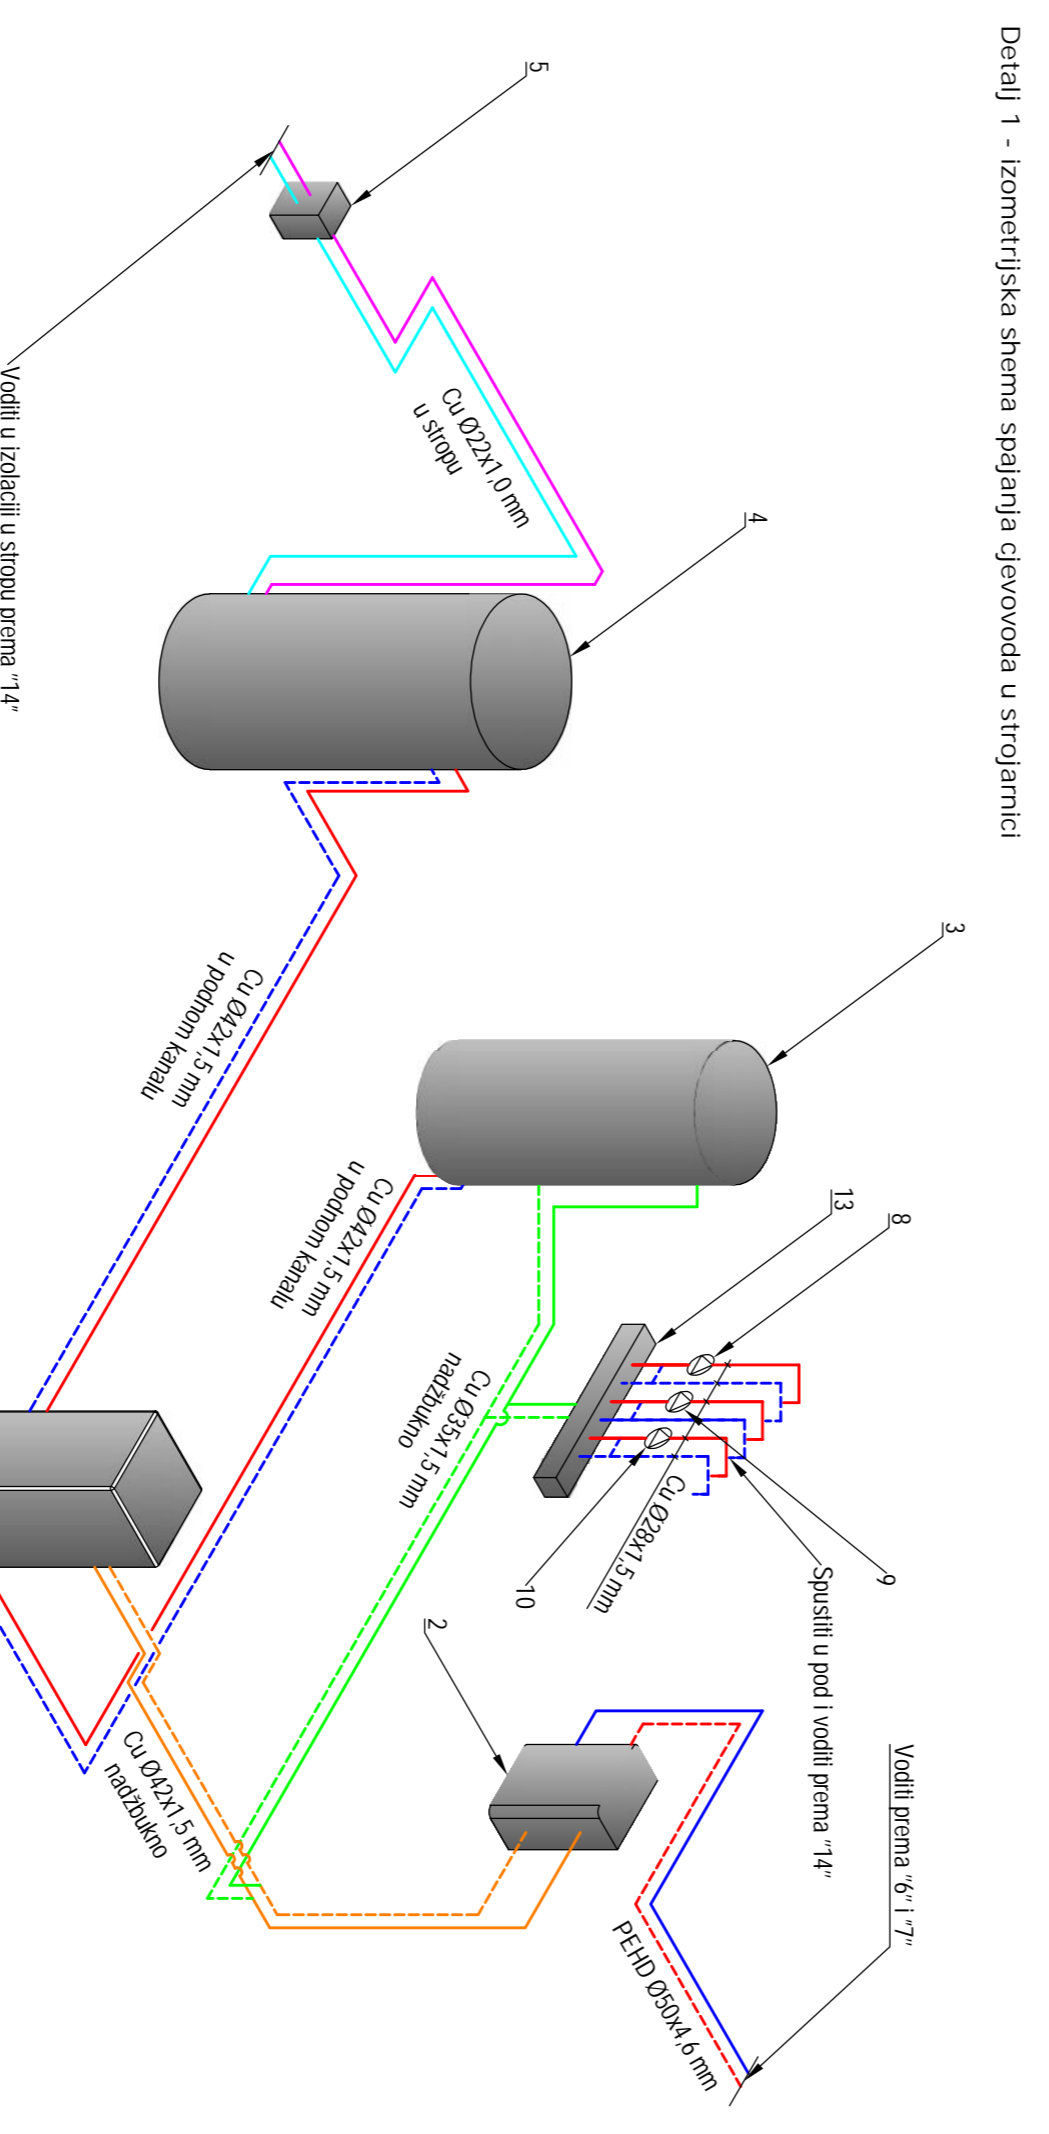 Detalj 1 - izometrijska shema spajanja cjevovoda u strojarnici
5
4
3
13
8
9
10
2
Cu Ø22x1,0 mm
u stropu
Voditi u izolaciji u stropu prema "14"
Cu Ø42x1,5 mm
u podnom kanalu
Cu Ø42x1,5 mm
u podnom kanalu
Cu Ø35x1,5 mm
nadžbukno
Cu Ø28x1,5 mm
Spustiti u pod i voditi prema "14"
Voditi prema "6" i "7"
PEHD Ø50x4,6 mm
Cu Ø42x1,5 mm
nadžbukno